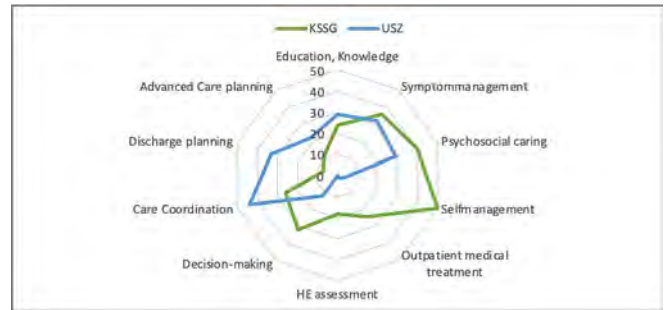 KSSG USZ
Education, Knowledge
50
40
30
20
10
0
Symptommanagement
Psychosocial caring
Selfmanagement
Outpatient medical
treatment
HE assessment
Decision-making
Care Coordination
Discharge planning
Advanced Care planning